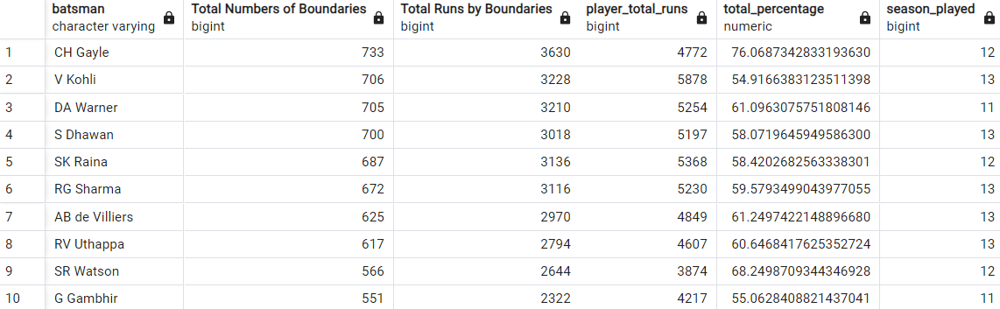 batsman Total Numbers of Boundaries Total Runs by Boundaries player_total_runs total_percentage season_played
character varying bigint bigint bigint numeric bigint
1 CH Gayle 733 3630 4772 76.0687342833193630 12
2 V Kohli 706 3228 5878 54.9166383123511398 13
3 DA Warner 705 3210 5254 61.0963075751808146 11
4 S Dhawan 700 3018 5197 58.0719645949586300 13
5 SK Raina 687 3136 5368 58.4202682563338301 12
6 RG Sharma 672 3116 5230 59.5793499043977055 13
7 AB de Villiers 625 2970 4849 61.2497422148896680 13
8 RV Uthappa 617 2794 4607 60.6468417625352724 13
9 SR Watson 566 2644 3874 68.2498709344346928 12
10 G Gambhir 551 2322 4217 55.0628408821437041 11